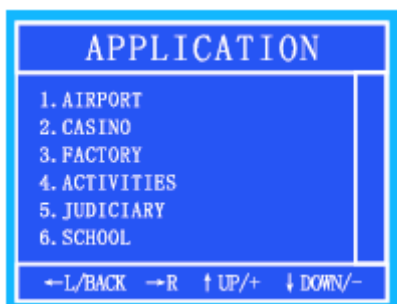 APPLICATION
1. AIRPORT
2. CASINO
3. FACTORY
4. ACTIVITIES
5. JUDICIARY
6. SCHOOL
←L/BACK →R ↑UP/+ ↓DOWN/-